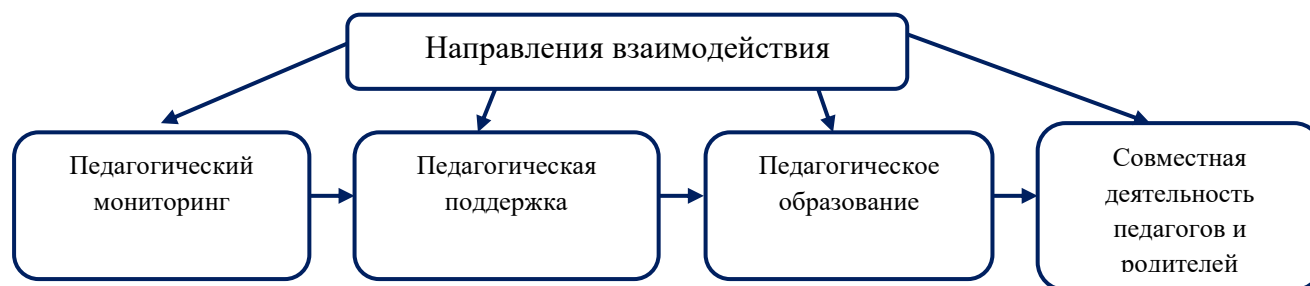 Направления взаимодействия
Педагогический
мониторинг
Педагогическая
поддержка
Педагогическое
образование
Совместная
деятельность
педагогов и
родителей